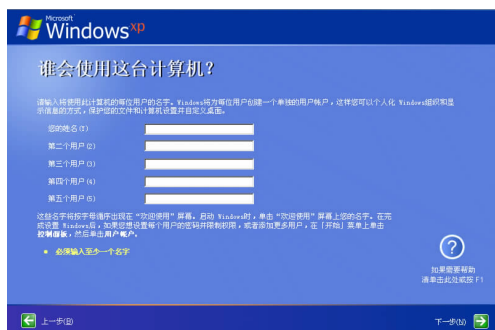 Microsoft
Windows xp
谁会使用这台计算机？
请输入将使用此计算机的每位用户的名字。Windows将为每位用户创建一个单独的用户帐户，这样您可以个人化 Windows组织和显
示信息的方式，保护您的文件和计算机设置并自定义桌面。
您的姓名(Y)
第二个用户(2)
第三个用户(3)
第四个用户(4)
第五个用户(5)
这些名字将按字母循序出现在“欢迎使用”屏幕。启动 Windows时，单击“欢迎使用”屏幕上您的名字。在完
成设置 Windows后，如果您想设置每个用户的密码并限制权限，或者添加更多用户，在「开始」菜单上单击
控制面板，然后单击用户帐户。
必须输入至少一个名字
如果需要帮助
请单击此处或按 F1
上一步(B)
下一步(N)